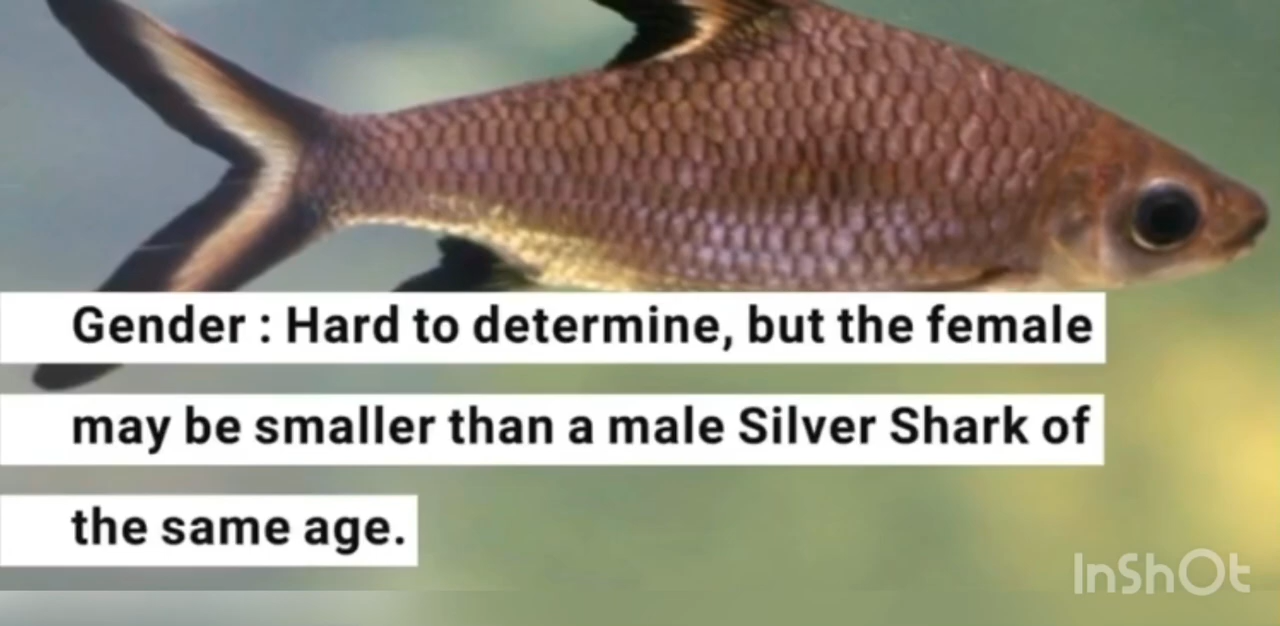 Gender : Hard to determine, but the female
may be smaller than a male Silver Shark of
the same age.
InShOt